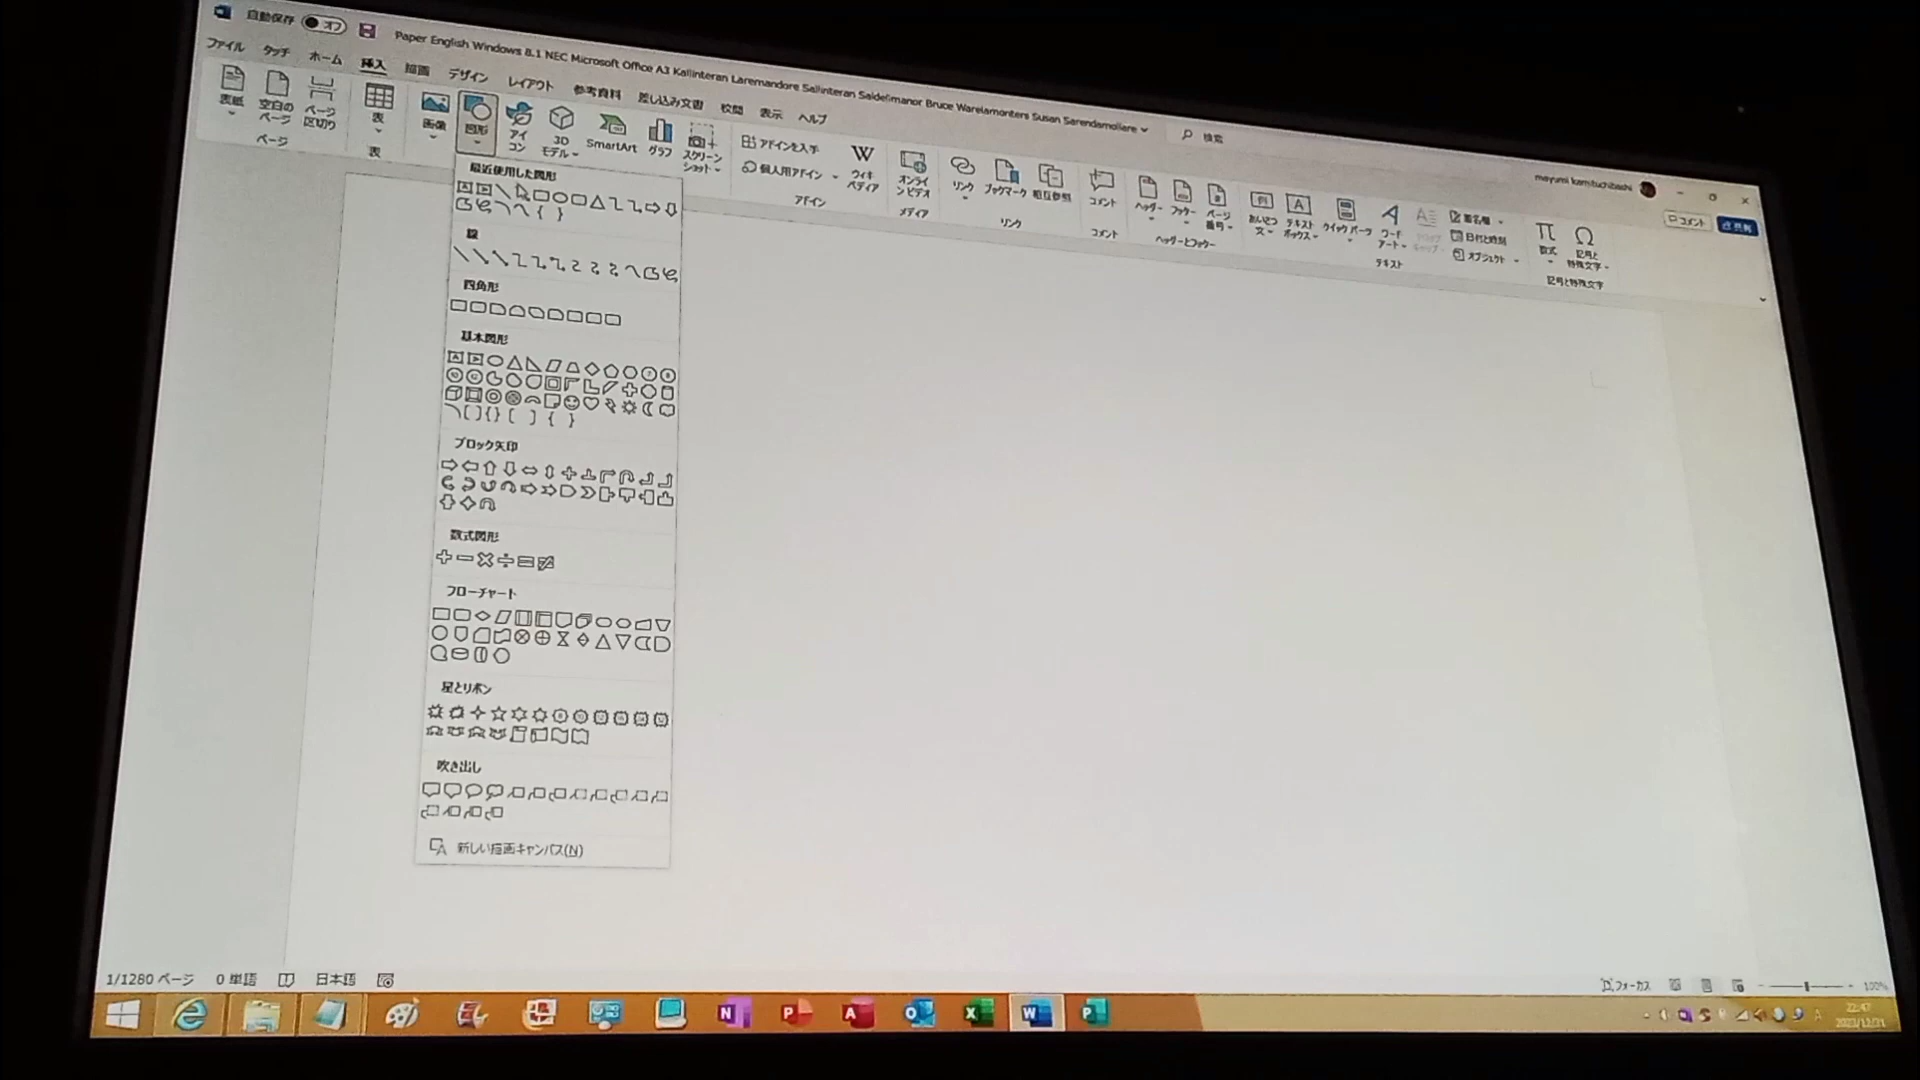 自動保存 オフ
Paper English Windows 8.1 NEC Microsoft Office A3 Kallinteran Laremandore Sallinteran Saldelimanor Bruce Warelamonters Susan Sarendamoliare
検索
ファイル タッチ ホーム 挿入 描画 デザイン レイアウト 参考資料 差し込み文書 校閲 表示 ヘルプ
コメント 共有
表紙
空白の
ページ
ページ
区切り
ページ
表
表
画像
図形
アイ
コン
3D
モデル
SmartArt
グラフ
スクリーン
ショット
アドインを入手
個人用アドイン
アドイン
ウィキ
ペディア
オンライ
ン ビデオ
メディア
リンク
ブックマーク
相互参照
リンク
コメント
コメント
ヘッダー
フッター
ページ
番号
ヘッダーとフッター
あいさつ
文
テキスト
ボックス
クイック パーツ
ワード
アート
署名欄
日付と時刻
オブジェクト
テキスト
数式
記号と
特殊文字
記号と特殊文字
最近使用した図形
線
四角形
基本図形
ブロック矢印
数式図形
フローチャート
星とリボン
吹き出し
新しい描画キャンバス(N)
1/1280 ページ 0 単語 日本語
フォーカス 100%
22:47
2023/12/31